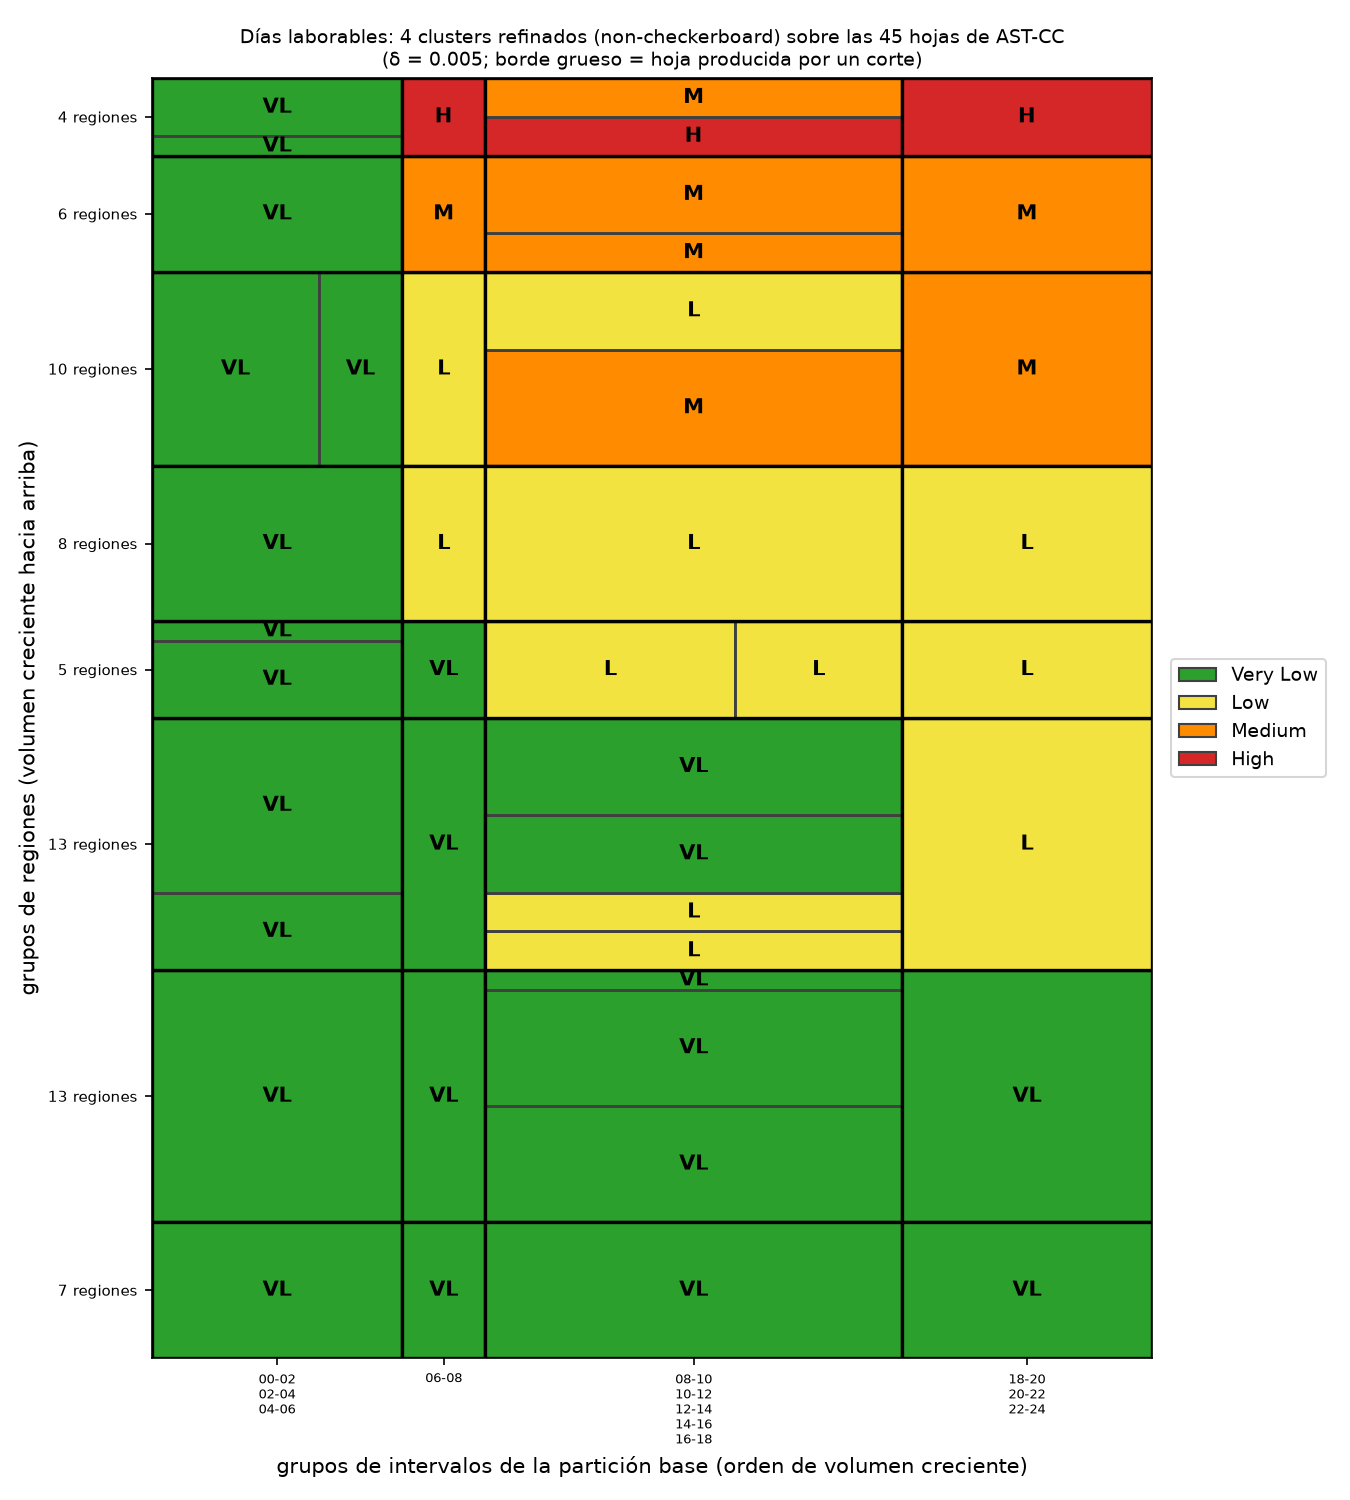 Días laborables: 4 clusters refinados (non-checkerboard) sobre las 45 hojas de AST-CC
(δ = 0.005; borde grueso = hoja producida por un corte)
grupos de regiones (volumen creciente hacia arriba)
4 regiones
VL
VL
H
M
H
H
6 regiones
VL
M
M
M
M
10 regiones
VL
VL
L
L
M
M
8 regiones
VL
L
L
L
5 regiones
VL
VL
VL
L
L
L
13 regiones
VL
VL
VL
VL
VL
L
L
L
13 regiones
VL
VL
VL
VL
VL
VL
7 regiones
VL
VL
VL
VL
00-02
02-04
04-06
06-08
08-10
10-12
12-14
14-16
16-18
18-20
20-22
22-24
grupos de intervalos de la partición base (orden de volumen creciente)
Very Low
Low
Medium
High